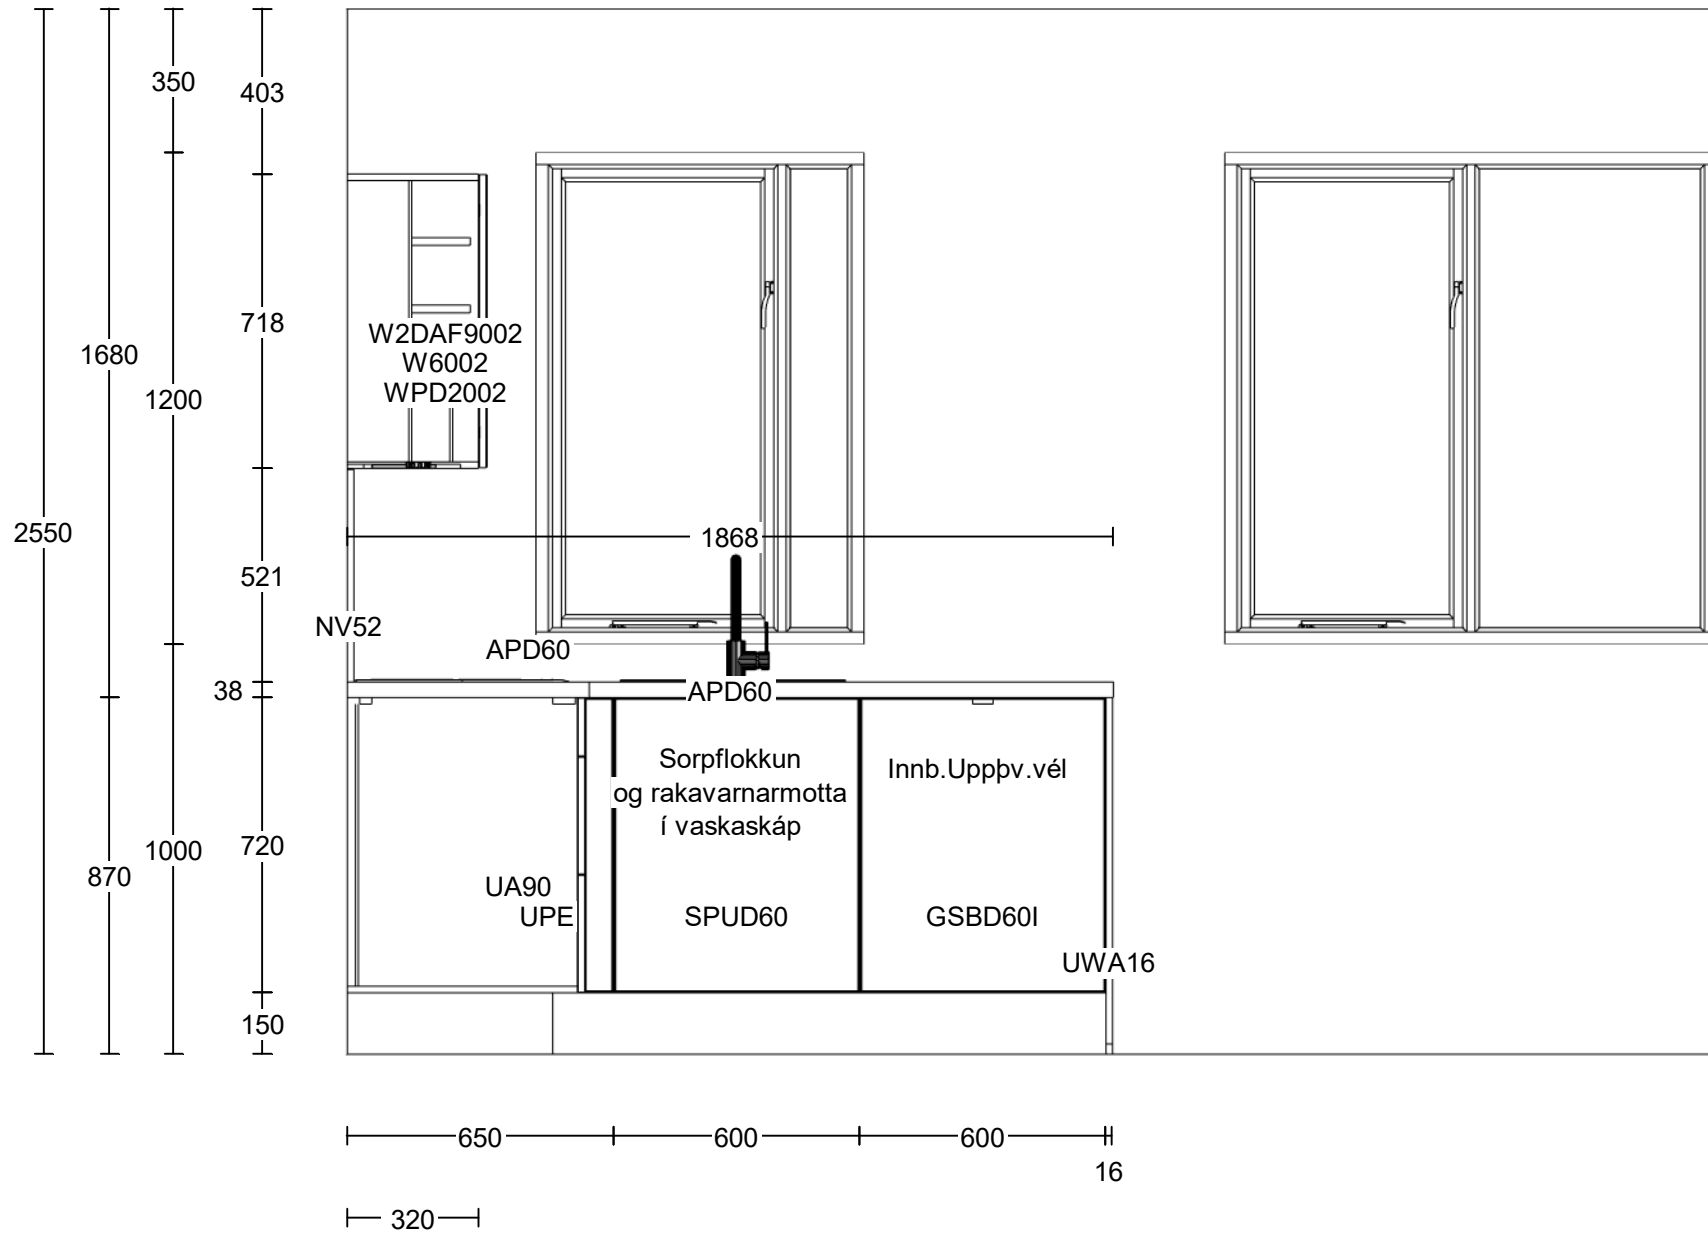 350
403
718
W2DAF9002
W6002
WPD2002
1680
1200
2550
1868
521
NV52
APD60
38
APD60
Sorpflokkun
og rakavarnarmotta
í vaskaskáp
Innb.Uppþv.vél
720
1000
870
UA90
UPE
SPUD60
GSBD60I
UWA16
150
650
600
600
16
320